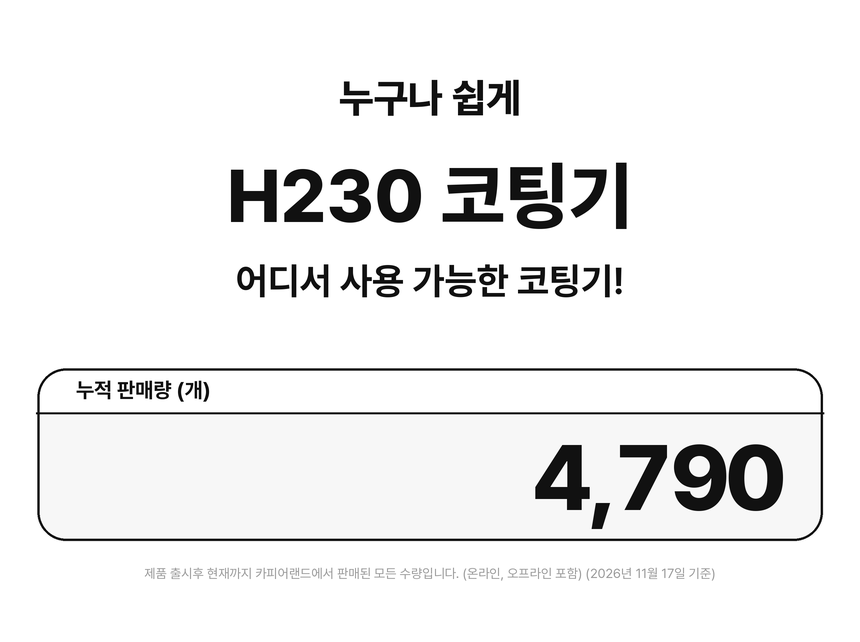 누구나 쉽게
H230 코팅기
어디서 사용 가능한 코팅기!
누적 판매량 (개)
4,790
제품 출시후 현재까지 카피어랜드에서 판매된 모든 수량입니다. (온라인, 오프라인 포함) (2026년 11월 17일 기준)